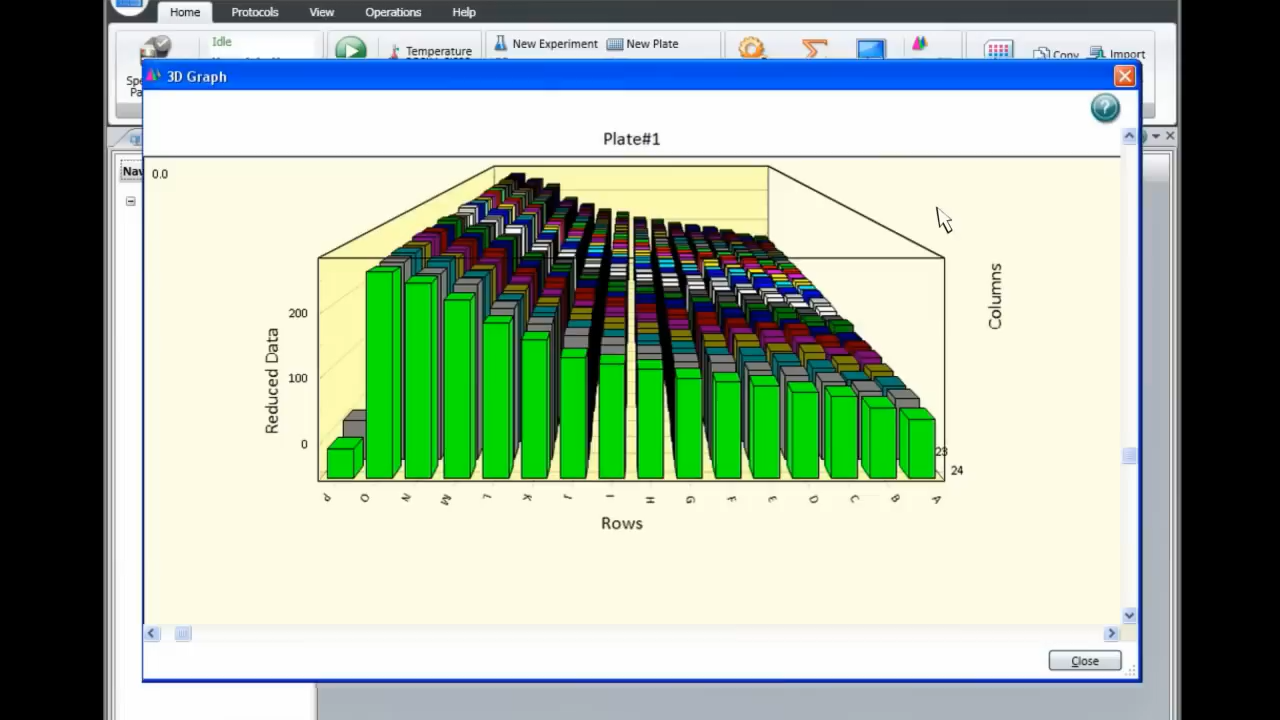 Home Protocols View Operations Help
Idle
Temperature
New Experiment New Plate
Copy Import
3D Graph
Plate#1
0.0
Nav
Columns
200
100
0
Reduced Data
23
24
P O N M L K J I H G F E D C B A
Rows
Close